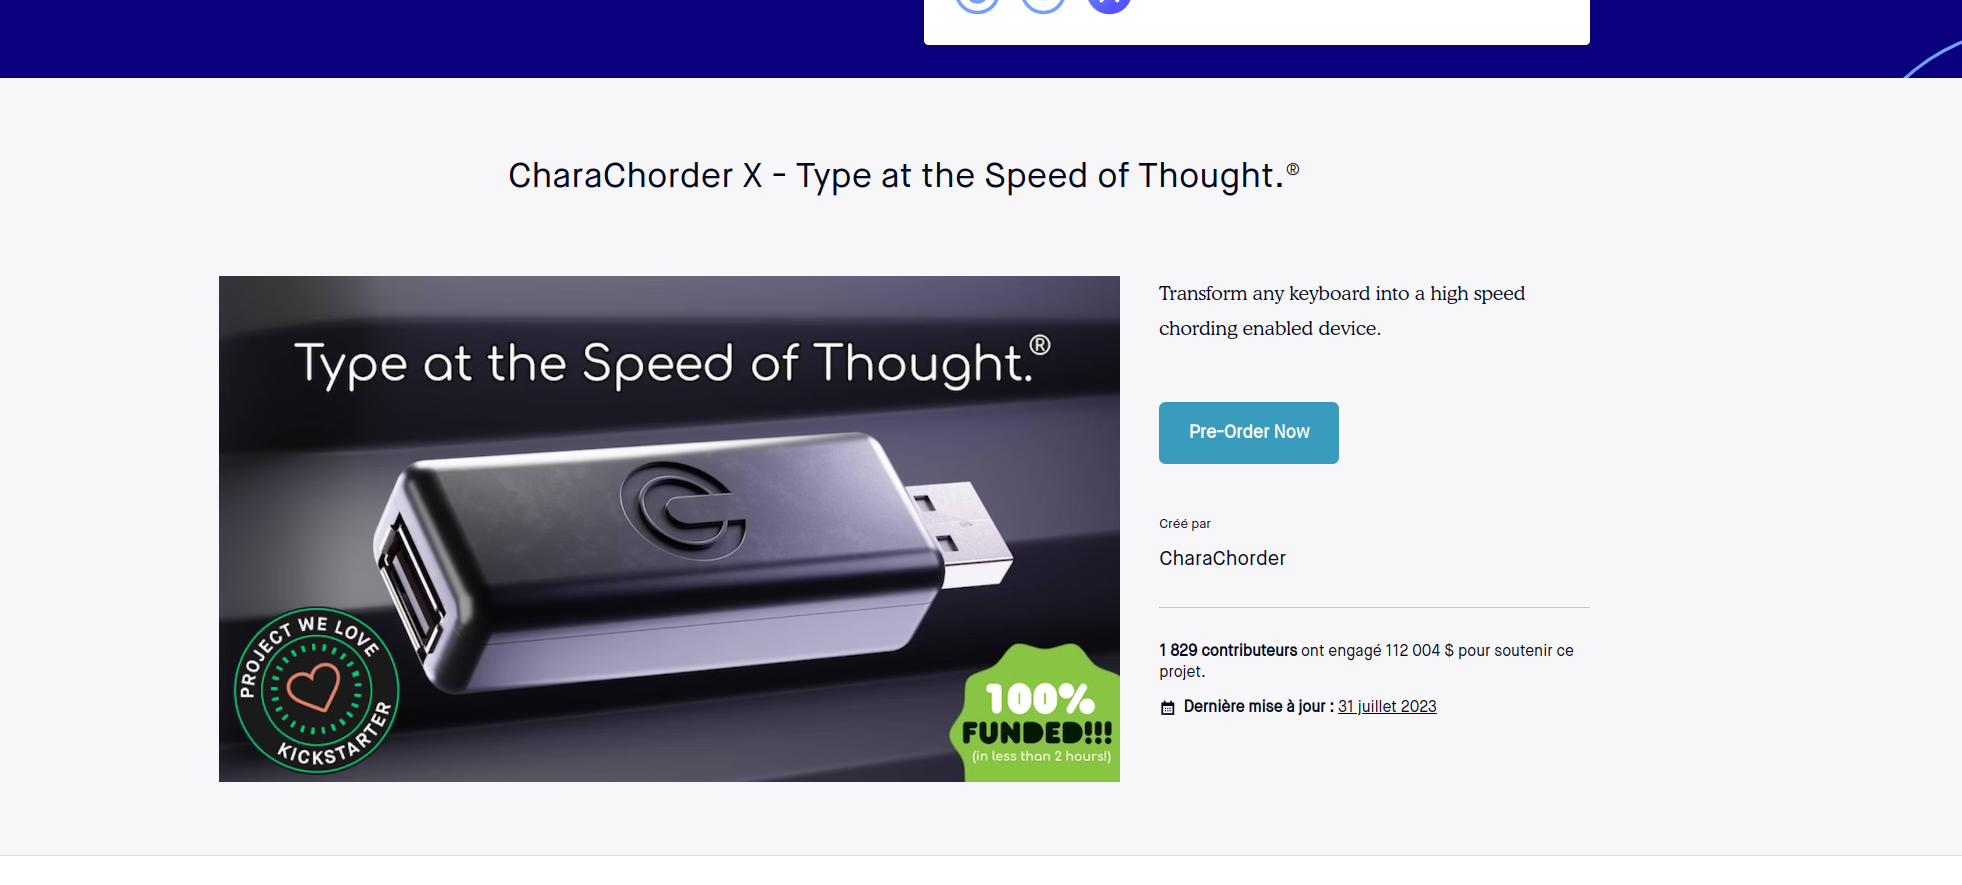 CharaChorder X - Type at the Speed of Thought.®
Type at the Speed of Thought.®
PROJECT WE LOVE
KICKSTARTER
100%
FUNDED!!!
(in less than 2 hours!)
Transform any keyboard into a high speed
chording enabled device.
Pre-Order Now
Créé par
CharaChorder
1 829 contributeurs ont engagé 112 004 $ pour soutenir ce
projet.
Dernière mise à jour : 31 juillet 2023